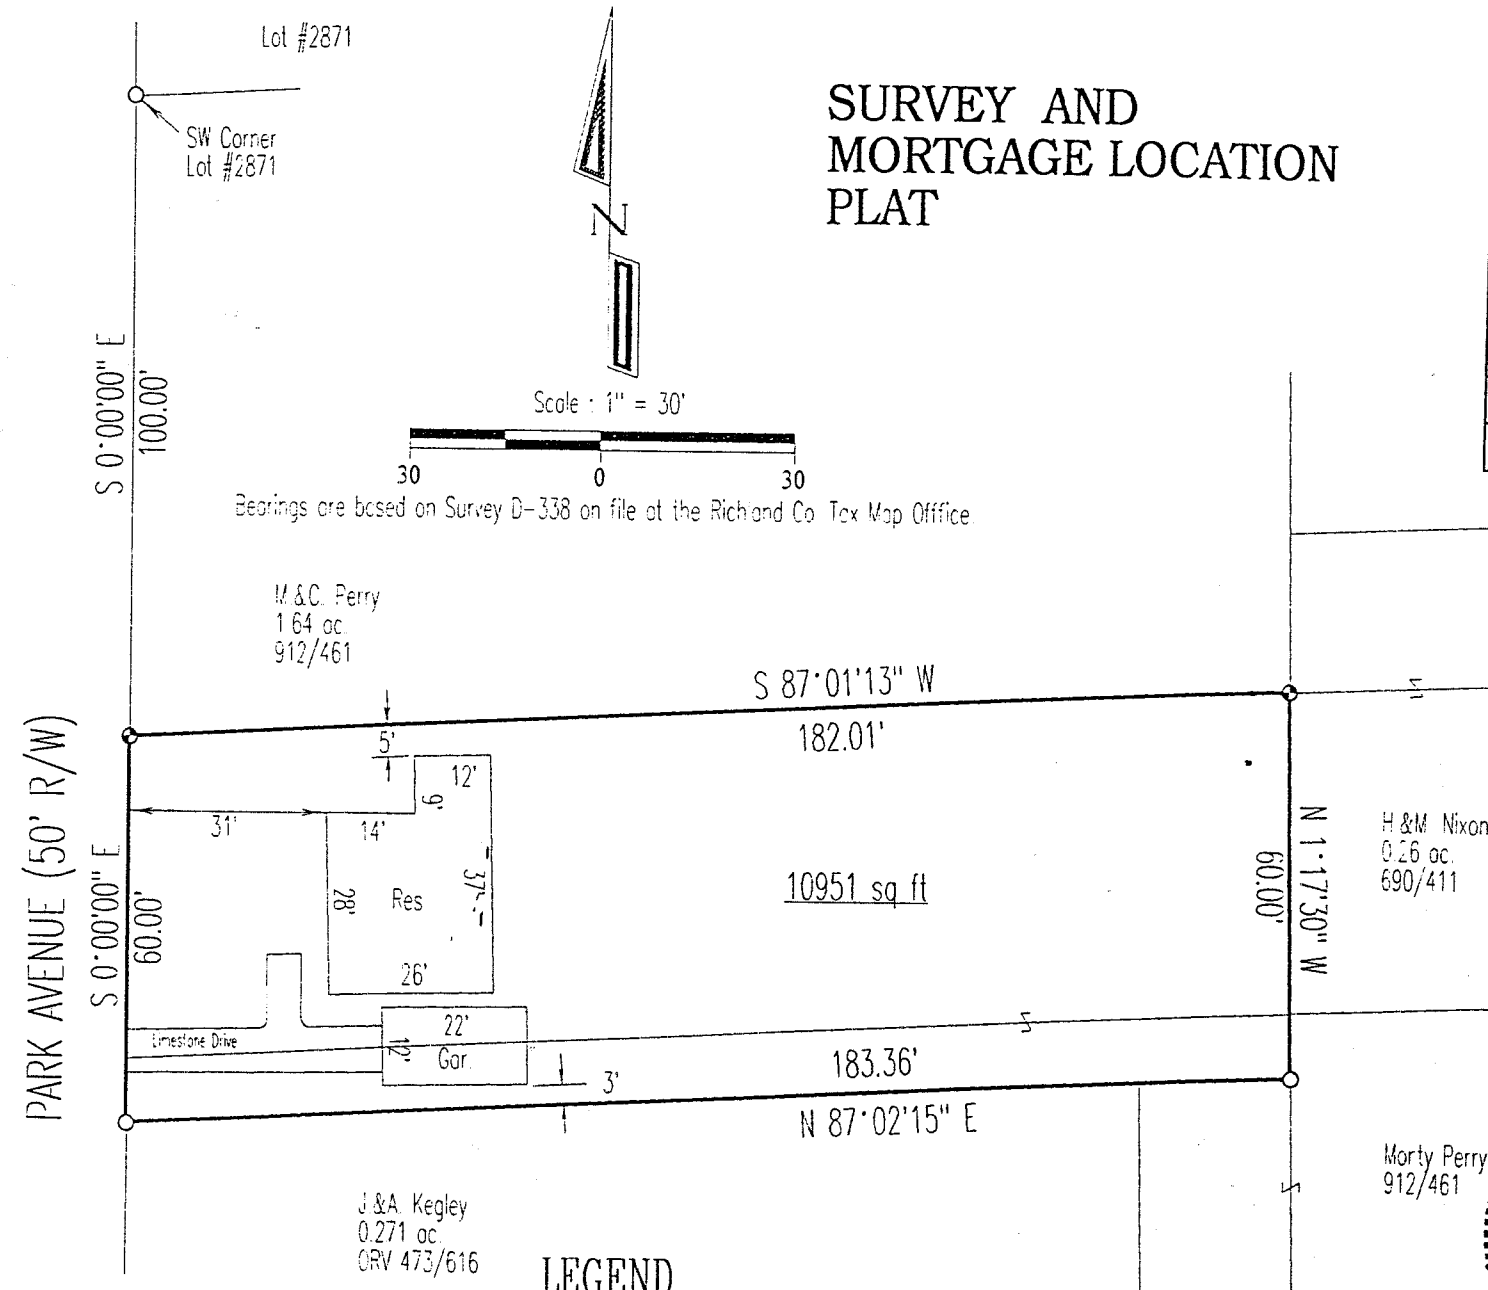 Lot #2871
SW Corner
Lot #2871
SURVEY AND
MORTGAGE LOCATION
PLAT
N
S 0°00'00" E
100.00'
Scale : 1" = 30'
30 0 30
Bearings are based on Survey D-338 on file at the Richland Co Tax Map Offfice.
M.&C. Perry
1.64 ac.
912/461
S 87°01'13" W
182.01'
PARK AVENUE (50' R/W)
S 0°00'00" E
60.00'
5'
12'
9'
31'
14'
28'
Res
37'
26'
10951 sq.ft
N 1°17'30" W
60.00'
H.&M. Nixon
0.26 ac.
690/411
Limestone Drive
22'
12'
Gar.
3'
183.36'
N 87°02'15" E
Morty Perry
912/461
J.&A. Kegley
0.271 ac.
ORV 473/616
LEGEND